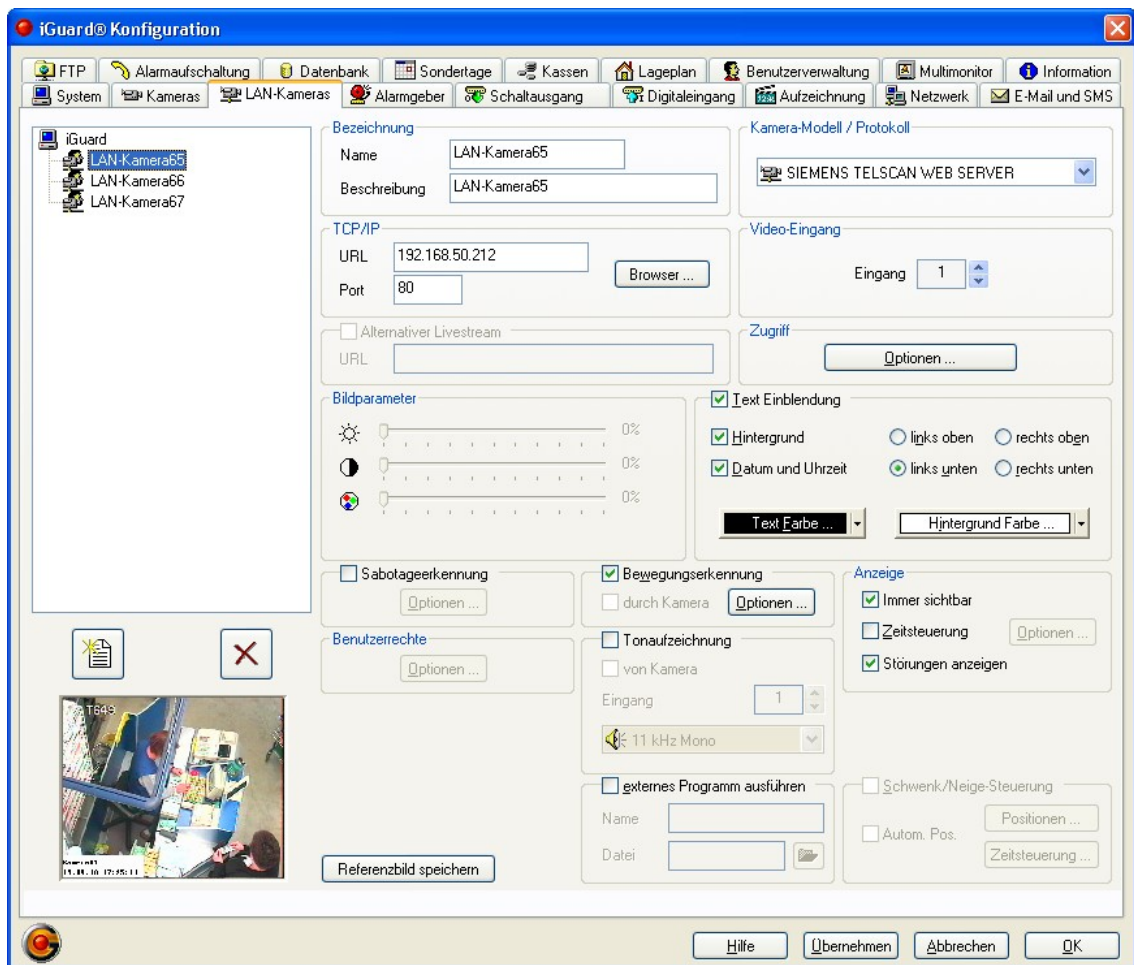 iGuard® Konfiguration
FTP Alarmaufschaltung Datenbank Sondertage Kassen Lageplan Benutzerverwaltung Multimonitor Information
System Kameras LAN-Kameras Alarmgeber Schaltausgang Digitaleingang Aufzeichnung Netzwerk E-Mail und SMS
iGuard
LAN-Kamera65
LAN-Kamera66
LAN-Kamera67
Bezeichnung
Name LAN-Kamera65
Beschreibung LAN-Kamera65
Kamera-Modell / Protokoll
SIEMENS TELSCAN WEB SERVER
TCP/IP
URL 192.168.50.212
Port 80
Browser ...
Video-Eingang
Eingang 1
Alternativer Livestream
URL
Zugriff
Optionen ...
Bildparameter
0%
0%
0%
Text Einblendung
Hintergrund links oben rechts oben
Datum und Uhrzeit links unten rechts unten
Text Farbe ... Hintergrund Farbe ...
Sabotageerkennung
Optionen ...
Bewegungserkennung
durch Kamera Optionen ...
Anzeige
Immer sichtbar
Zeitsteuerung Optionen ...
Störungen anzeigen
Benutzerrechte
Optionen ...
Tonaufzeichnung
von Kamera
Eingang 1
11 kHz Mono
externes Programm ausführen
Name
Datei
Schwenk/Neige-Steuerung
Positionen ...
Autom. Pos.
Zeitsteuerung ...
T649
Referenzbild speichern
Hilfe Übernehmen Abbrechen OK